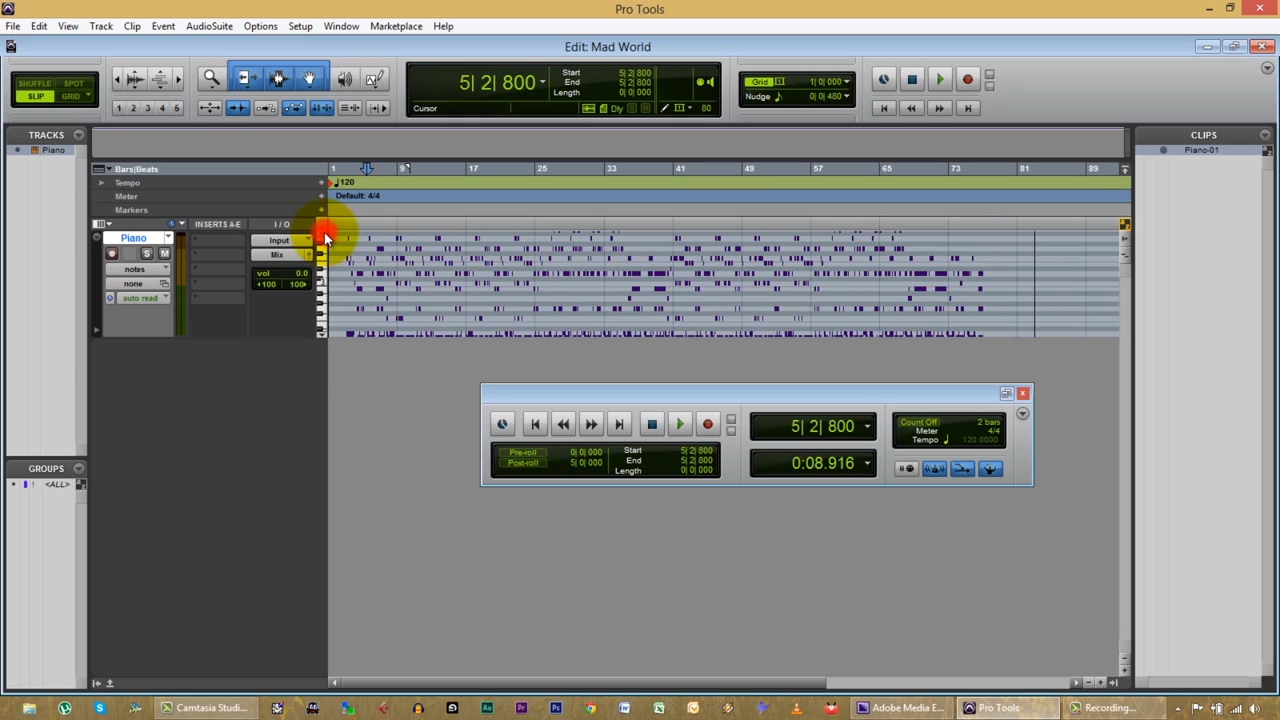 Pro Tools
File Edit View Track Clip Event AudioSuite Options Setup Window Marketplace Help
Edit: Mad World
SHUFFLE SPOT
SLIP GRID
1 2 3 4 5
5| 2| 800
Start 5| 2| 800
End 5| 2| 800
Length 0| 0| 000
Cursor Dly 80
Grid 1| 0| 000
Nudge 0| 0| 480
TRACKS
Piano
CLIPS
Piano-01
Bars|Beats 1 9 17 25 33 41 49 57 65 73 81 89
Tempo 120
Meter Default: 4/4
Markers
INSERTS A-E I / O
Piano
S M
notes
none
auto read
Input
Mix
vol 0.0
100 100
5| 2| 800
0:08.916
Count Off 2 bars
Meter 4/4
Tempo 120.0000
Pre-roll 0| 0| 000
Post-roll 5| 0| 000
Start 5| 2| 800
End 5| 2| 800
Length 0| 0| 000
GROUPS
! <ALL>
Camtasia Studi...
Adobe Media E...
Pro Tools
Recording...